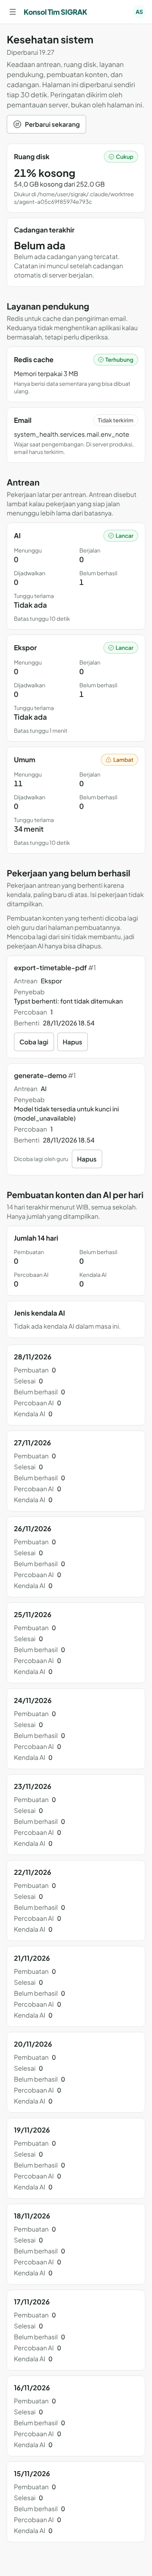 Konsol Tim SIGRAK
AS
Kesehatan sistem
Diperbarui 19.27
Keadaan antrean, ruang disk, layanan
pendukung, pembuatan konten, dan
cadangan. Halaman ini diperbarui sendiri
tiap 30 detik. Peringatan dikirim oleh
pemantauan server, bukan oleh halaman ini.
Perbarui sekarang
Ruang disk
Cukup
21% kosong
54,0 GB kosong dari 252,0 GB
Diukur di /home/user/sigrak/.claude/worktree
s/agent-a05c69f85974e793c
Cadangan terakhir
Belum ada
Belum ada cadangan yang tercatat.
Catatan ini muncul setelah cadangan
otomatis di server berjalan.
Layanan pendukung
Redis untuk cache dan pengiriman email.
Keduanya tidak menghentikan aplikasi kalau
bermasalah, tetapi perlu diperiksa.
Redis cache
Terhubung
Memori terpakai 3 MB
Hanya berisi data sementara yang bisa dibuat
ulang.
Email
Tidak terkirim
system_health.services.mail.env_note
Wajar saat pengembangan. Di server produksi,
email harus terkirim.
Antrean
Pekerjaan latar per antrean. Antrean disebut
lambat kalau pekerjaan yang siap jalan
menunggu lebih lama dari batasnya.
AI
Lancar
Menunggu
Berjalan
0
0
Dijadwalkan
Belum berhasil
0
1
Tunggu terlama
Tidak ada
Batas tunggu 10 detik
Ekspor
Lancar
Menunggu
Berjalan
0
0
Dijadwalkan
Belum berhasil
0
1
Tunggu terlama
Tidak ada
Batas tunggu 1 menit
Umum
Lambat
Menunggu
Berjalan
11
0
Dijadwalkan
Belum berhasil
0
0
Tunggu terlama
34 menit
Batas tunggu 10 detik
Pekerjaan yang belum berhasil
Pekerjaan antrean yang berhenti karena
kendala, paling baru di atas. Isi pekerjaan tidak
ditampilkan.
Pembuatan konten yang terhenti dicoba lagi
oleh guru dari halaman pembuatannya.
Mencoba lagi dari sini tidak membantu, jadi
pekerjaan AI hanya bisa dihapus.
export-timetable-pdf #1
Antrean Ekspor
Penyebab
Typst berhenti: font tidak ditemukan
Percobaan 1
Berhenti 28/11/2026 18.54
Coba lagi
Hapus
generate-demo #1
Antrean AI
Penyebab
Model tidak tersedia untuk kunci ini
(model_unavailable)
Percobaan 1
Berhenti 28/11/2026 18.54
Dicoba lagi oleh guru
Hapus
Pembuatan konten dan AI per hari
14 hari terakhir menurut WIB, semua sekolah.
Hanya jumlah yang ditampilkan.
Jumlah 14 hari
Pembuatan
Belum berhasil
0
0
Percobaan AI
Kendala AI
0
0
Jenis kendala AI
Tidak ada kendala AI dalam masa ini.
28/11/2026
Pembuatan 0
Selesai 0
Belum berhasil 0
Percobaan AI 0
Kendala AI 0
27/11/2026
Pembuatan 0
Selesai 0
Belum berhasil 0
Percobaan AI 0
Kendala AI 0
26/11/2026
Pembuatan 0
Selesai 0
Belum berhasil 0
Percobaan AI 0
Kendala AI 0
25/11/2026
Pembuatan 0
Selesai 0
Belum berhasil 0
Percobaan AI 0
Kendala AI 0
24/11/2026
Pembuatan 0
Selesai 0
Belum berhasil 0
Percobaan AI 0
Kendala AI 0
23/11/2026
Pembuatan 0
Selesai 0
Belum berhasil 0
Percobaan AI 0
Kendala AI 0
22/11/2026
Pembuatan 0
Selesai 0
Belum berhasil 0
Percobaan AI 0
Kendala AI 0
21/11/2026
Pembuatan 0
Selesai 0
Belum berhasil 0
Percobaan AI 0
Kendala AI 0
20/11/2026
Pembuatan 0
Selesai 0
Belum berhasil 0
Percobaan AI 0
Kendala AI 0
19/11/2026
Pembuatan 0
Selesai 0
Belum berhasil 0
Percobaan AI 0
Kendala AI 0
18/11/2026
Pembuatan 0
Selesai 0
Belum berhasil 0
Percobaan AI 0
Kendala AI 0
17/11/2026
Pembuatan 0
Selesai 0
Belum berhasil 0
Percobaan AI 0
Kendala AI 0
16/11/2026
Pembuatan 0
Selesai 0
Belum berhasil 0
Percobaan AI 0
Kendala AI 0
15/11/2026
Pembuatan 0
Selesai 0
Belum berhasil 0
Percobaan AI 0
Kendala AI 0